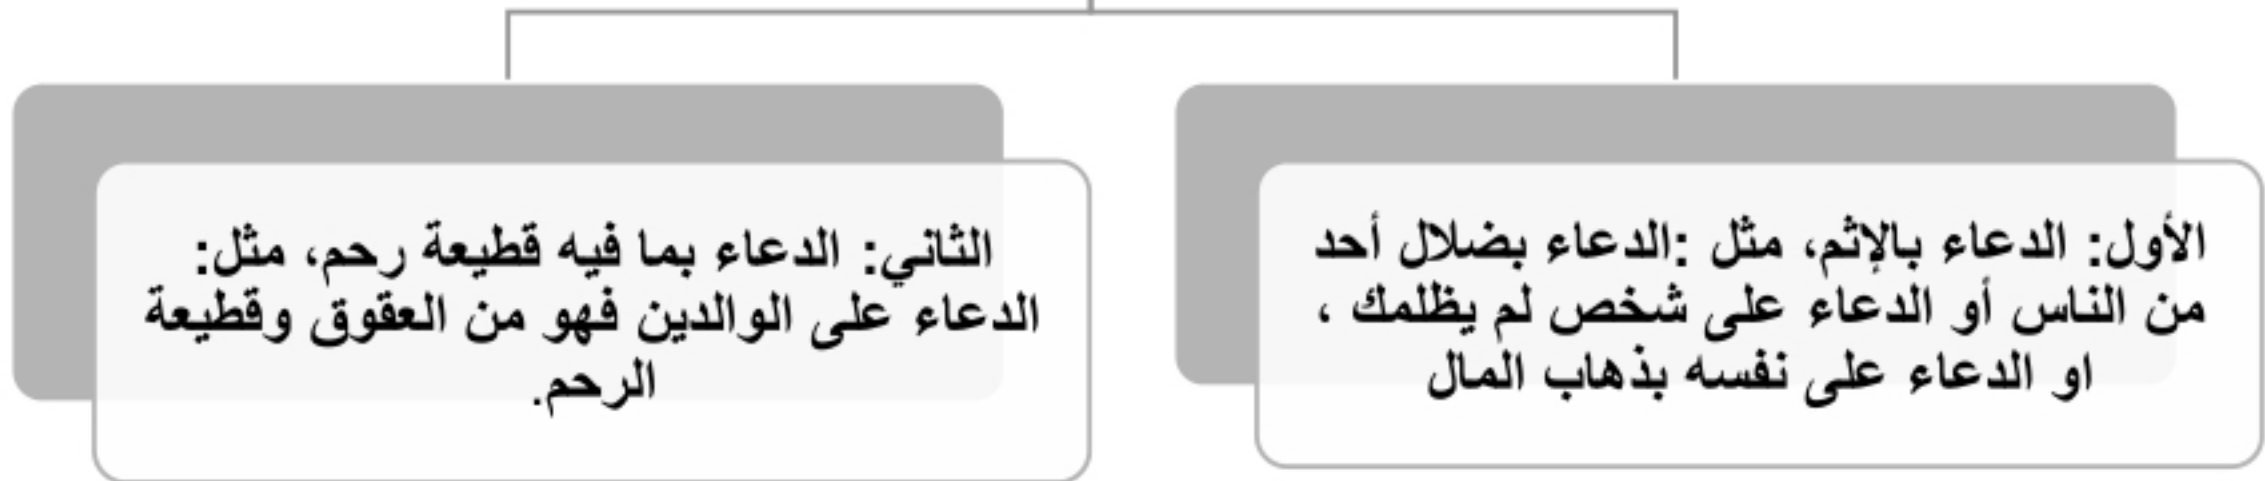 الأول: الدعاء بالإثم، مثل :الدعاء بضلال أحد
من الناس أو الدعاء على شخص لم يظلمك ،
او الدعاء على نفسه بذهاب المال
الثاني: الدعاء بما فيه قطيعة رحم، مثل:
الدعاء على الوالدين فهو من العقوق وقطيعة
الرحم.